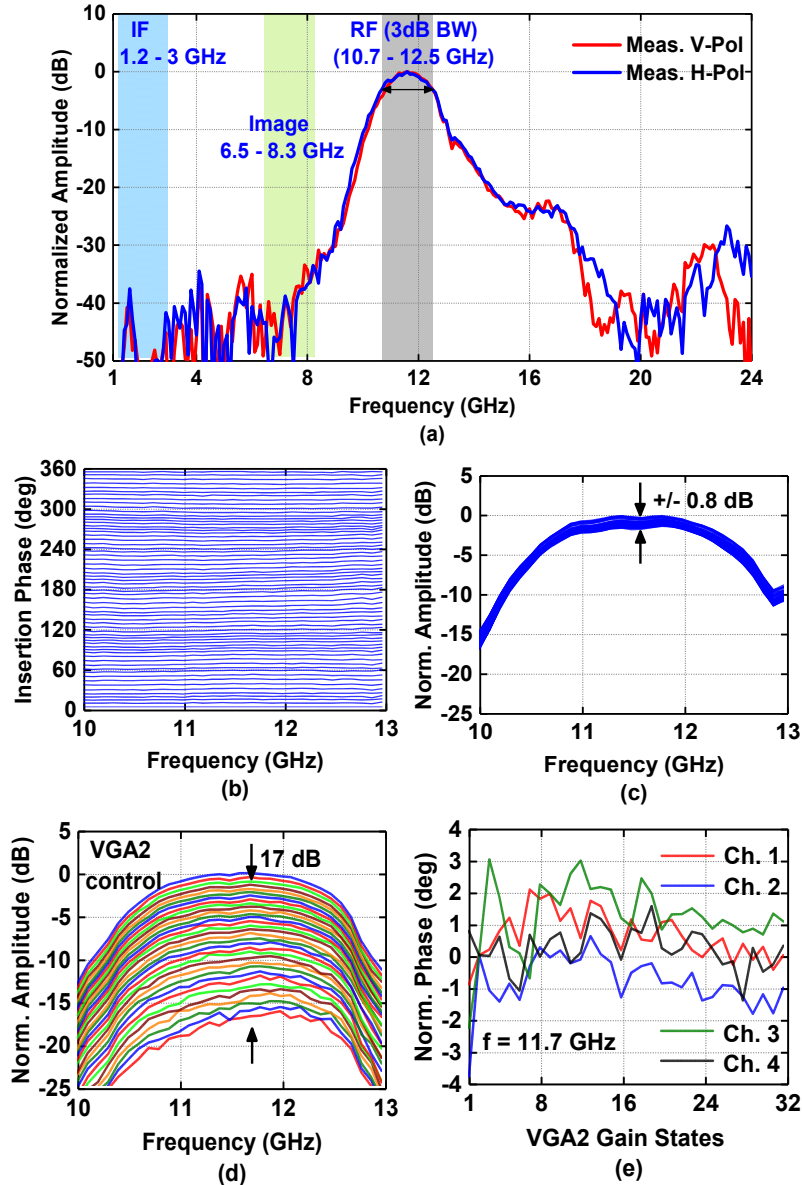 10
0
-10
-20
-30
-40
-50
Normalized Amplitude (dB)
IF
1.2 - 3 GHz
RF (3dB BW)
(10.7 - 12.5 GHz)
Image
6.5 - 8.3 GHz
Meas. V-Pol
Meas. H-Pol
1 4 8 12 16 20 24
Frequency (GHz)
(a)
360
300
240
180
120
60
0
Insertion Phase (deg)
10 11 12 13
Frequency (GHz)
(b)
5
0
-5
-10
-15
-20
-25
Norm. Amplitude (dB)
+/- 0.8 dB
10 11 12 13
Frequency (GHz)
(c)
5
0
-5
-10
-15
-20
-25
Norm. Amplitude (dB)
VGA2
control
17 dB
10 11 12 13
Frequency (GHz)
(d)
4
3
2
1
0
-1
-2
-3
-4
Norm. Phase (deg)
Ch. 1
Ch. 2
f = 11.7 GHz
Ch. 3
Ch. 4
1 8 16 24 32
VGA2 Gain States
(e)